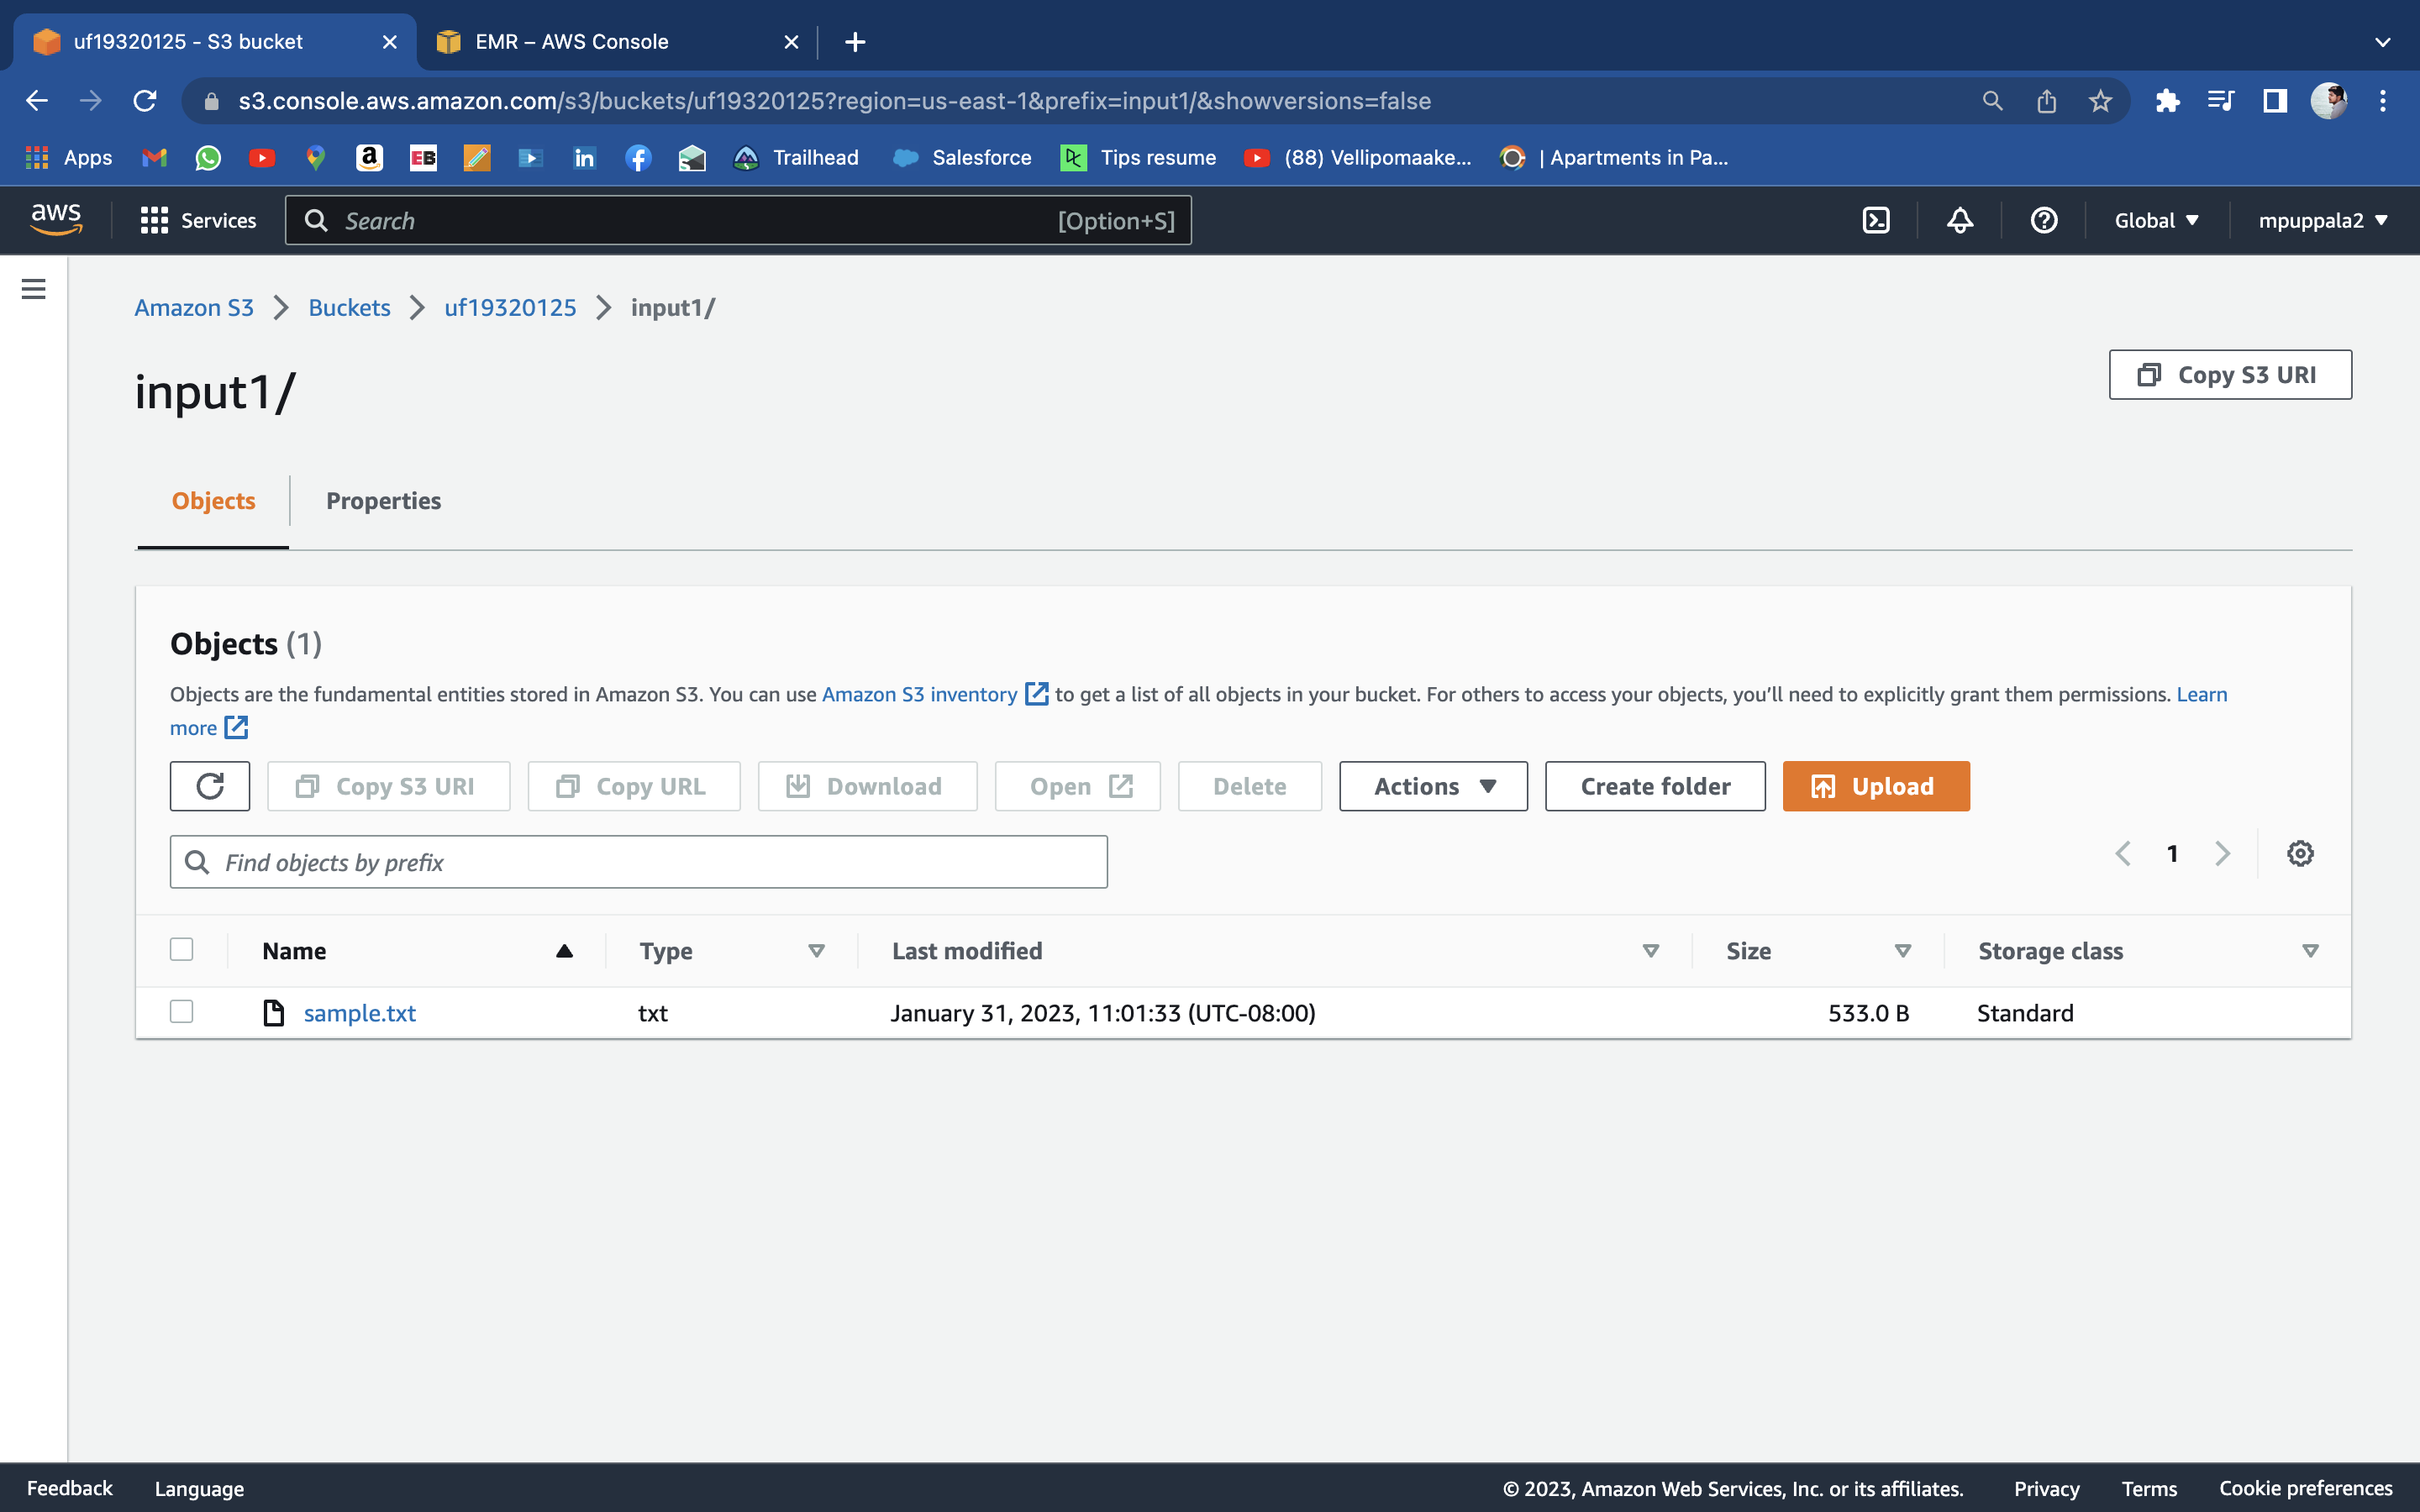 uf19320125 - S3 bucket
EMR – AWS Console
s3.console.aws.amazon.com/s3/buckets/uf19320125?region=us-east-1&prefix=input1/&showversions=false
Apps
a
EB
in
Trailhead
Salesforce
Tips resume
(88) Vellipomaake...
| Apartments in Pa...
aws
Services
Search
[Option+S]
Global
mpuppala2
Amazon S3
Buckets
uf19320125
input1/
input1/
Copy S3 URI
Objects
Properties
Objects (1)
Objects are the fundamental entities stored in Amazon S3. You can use Amazon S3 inventory to get a list of all objects in your bucket. For others to access your objects, you’ll need to explicitly grant them permissions. Learn
more
Copy S3 URI
Copy URL
Download
Open
Delete
Actions
Create folder
Upload
Find objects by prefix
1
Name
Type
Last modified
Size
Storage class
sample.txt
txt
January 31, 2023, 11:01:33 (UTC-08:00)
533.0 B
Standard
Feedback
Language
© 2023, Amazon Web Services, Inc. or its affiliates.
Privacy
Terms
Cookie preferences